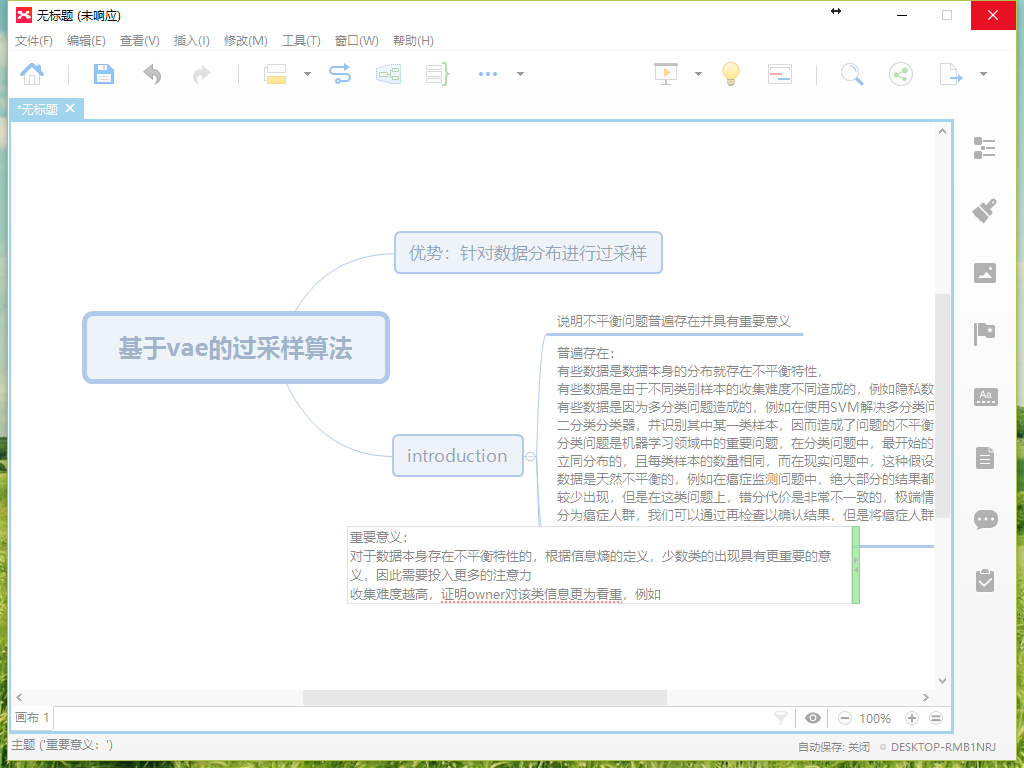 无标题 (未响应)
文件(F) 编辑(E) 查看(V) 插入(I) 修改(M) 工具(T) 窗口(W) 帮助(H)
*无标题
优势：针对数据分布进行过采样
基于vae的过采样算法
说明不平衡问题普遍存在并具有重要意义
普遍存在：
有些数据是数据本身的分布就存在不平衡特性，
有些数据是由于不同类别样本的收集难度不同造成的，例如隐私数
有些数据是因为多分类问题造成的，例如在使用SVM解决多分类问
二分类分类器，并识别其中某一类样本，因而造成了问题的不平衡
分类问题是机器学习领域中的重要问题，在分类问题中，最开始的
立同分布的，且每类样本的数量相同，而在现实问题中，这种假设
数据是天然不平衡的，例如在癌症监测问题中，绝大部分的结果都
较少出现，但是在这类问题上，错分代价是非常不一致的，极端情
分为癌症人群，我们可以通过再检查以确认结果，但是将癌症人群
introduction
重要意义：
对于数据本身存在不平衡特性的，根据信息熵的定义，少数类的出现具有更重要的意
义，因此需要投入更多的注意力
收集难度越高，证明owner对该类信息更为看重，例如
Aa
画布 1
100%
主题 ('重要意义：')
自动保存: 关闭
DESKTOP-RMB1NRJ